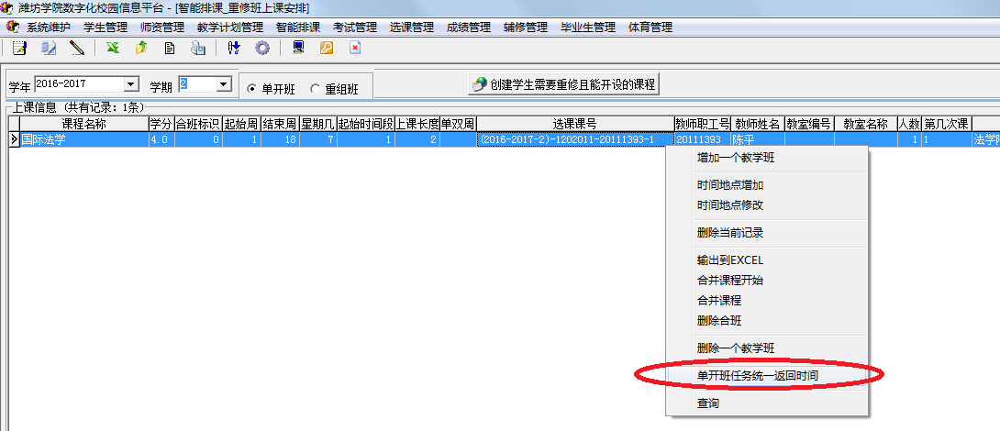 潍坊学院数字化校园信息平台 - [智能排课_重修班上课安排]
系统维护 学生管理 师资管理 教学计划管理 智能排课 考试管理 选课管理 成绩管理 辅修管理 毕业生管理 体育管理
学年 2016-2017 学期 2 单开班 重组班 创建学生需要重修且能开设的课程
上课信息（共有记录：1条）
课程名称 学分 合班标识 起始周 结束周 星期几 起始时间段 上课长度 单双周 选课课号 教师职工号 教师姓名 教室编号 教室名称 人数 第几次课
国际法学 4.0 0 1 18 7 1 2 (2016-2017-2)-1202011-20111393-1 20111393 陈平 1 1 法学
增加一个教学班
时间地点增加
时间地点修改
删除当前记录
输出到EXCEL
合并课程开始
合并课程
删除合班
删除一个教学班
单开班任务统一返回时间
查询